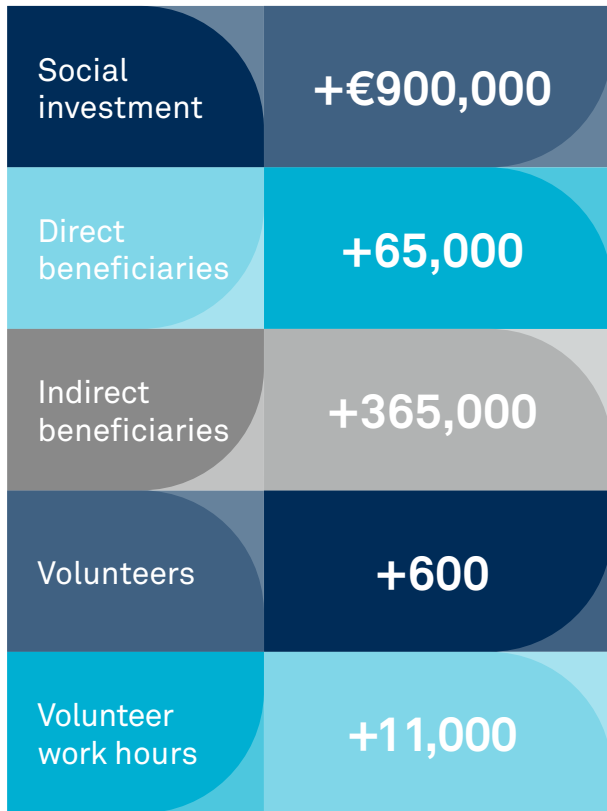 Social
investment
+€900,000
Direct
beneficiaries
+65,000
Indirect
beneficiaries
+365,000
Volunteers
+600
Volunteer
work hours
+11,000